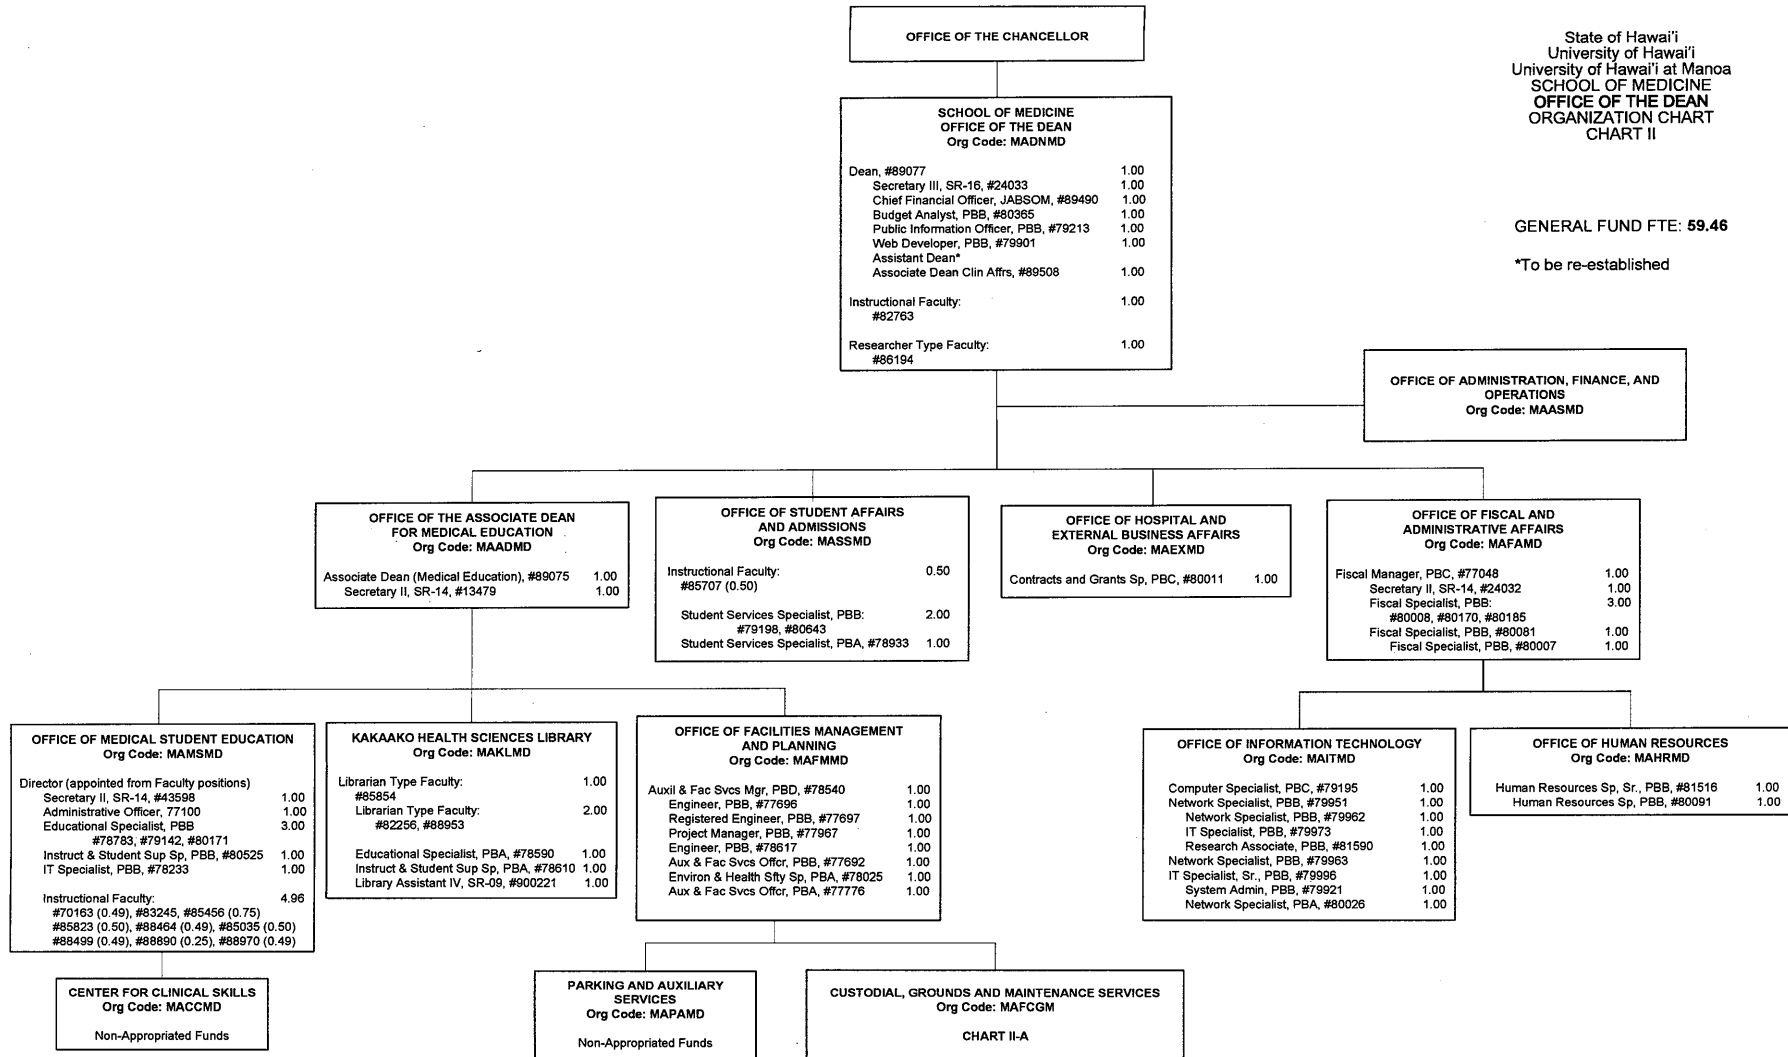 OFFICE OF THE CHANCELLOR
State of Hawai'i
University of Hawai'i
University of Hawai'i at Manoa
SCHOOL OF MEDICINE
OFFICE OF THE DEAN
ORGANIZATION CHART
CHART II
GENERAL FUND FTE: 59.46
*To be re-established
SCHOOL OF MEDICINE
OFFICE OF THE DEAN
Org Code: MADNMD
Dean, #89077 1.00
Secretary III, SR-16, #24033 1.00
Chief Financial Officer, JABSOM, #89490 1.00
Budget Analyst, PBB, #80365 1.00
Public Information Officer, PBB, #79213 1.00
Web Developer, PBB, #79901 1.00
Assistant Dean*
Associate Dean Clin Affrs, #89508 1.00
Instructional Faculty: 1.00
#82763
Researcher Type Faculty: 1.00
#86194
OFFICE OF ADMINISTRATION, FINANCE, AND
OPERATIONS
Org Code: MAASMD
OFFICE OF THE ASSOCIATE DEAN
FOR MEDICAL EDUCATION
Org Code: MAADMD
Associate Dean (Medical Education), #89075 1.00
Secretary II, SR-14, #13479 1.00
OFFICE OF STUDENT AFFAIRS
AND ADMISSIONS
Org Code: MASSMD
Instructional Faculty: 0.50
#85707 (0.50)
Student Services Specialist, PBB: 2.00
#79198, #80643
Student Services Specialist, PBA, #78933 1.00
OFFICE OF HOSPITAL AND
EXTERNAL BUSINESS AFFAIRS
Org Code: MAEXMD
Contracts and Grants Sp, PBC, #80011 1.00
OFFICE OF FISCAL AND
ADMINISTRATIVE AFFAIRS
Org Code: MAFAMD
Fiscal Manager, PBC, #77048 1.00
Secretary II, SR-14, #24032 1.00
Fiscal Specialist, PBB: 3.00
#80008, #80170, #80185
Fiscal Specialist, PBB, #80081 1.00
Fiscal Specialist, PBB, #80007 1.00
OFFICE OF MEDICAL STUDENT EDUCATION
Org Code: MAMSMD
Director (appointed from Faculty positions)
Secretary II, SR-14, #43598 1.00
Administrative Officer, 77100 1.00
Educational Specialist, PBB 3.00
#78783, #79142, #80171
Instruct & Student Sup Sp, PBB, #80525 1.00
IT Specialist, PBB, #78233 1.00
Instructional Faculty: 4.96
#70163 (0.49), #83245, #85456 (0.75)
#85823 (0.50), #88464 (0.49), #85035 (0.50)
#88499 (0.49), #88890 (0.25), #88970 (0.49)
KAKAAKO HEALTH SCIENCES LIBRARY
Org Code: MAKLMD
Librarian Type Faculty: 1.00
#85854
Librarian Type Faculty: 2.00
#82256, #88953
Educational Specialist, PBA, #78590 1.00
Instruct & Student Sup Sp, PBA, #78610 1.00
Library Assistant IV, SR-09, #900221 1.00
OFFICE OF FACILITIES MANAGEMENT
AND PLANNING
Org Code: MAFMMD
Auxil & Fac Svcs Mgr, PBD, #78540 1.00
Engineer, PBB, #77696 1.00
Registered Engineer, PBB, #77697 1.00
Project Manager, PBB, #77967 1.00
Engineer, PBB, #78617 1.00
Aux & Fac Svcs Offcr, PBB, #77692 1.00
Environ & Health Sfty Sp, PBA, #78025 1.00
Aux & Fac Svcs Offcr, PBA, #77776 1.00
OFFICE OF INFORMATION TECHNOLOGY
Org Code: MAITMD
Computer Specialist, PBC, #79195 1.00
Network Specialist, PBB, #79951 1.00
Network Specialist, PBB, #79962 1.00
IT Specialist, PBB, #79973 1.00
Research Associate, PBB, #81590 1.00
Network Specialist, PBB, #79963 1.00
IT Specialist, Sr., PBB, #79996 1.00
System Admin, PBB, #79921 1.00
Network Specialist, PBA, #80026 1.00
OFFICE OF HUMAN RESOURCES
Org Code: MAHRMD
Human Resources Sp, Sr., PBB, #81516 1.00
Human Resources Sp, PBB, #80091 1.00
CENTER FOR CLINICAL SKILLS
Org Code: MACCMD
Non-Appropriated Funds
PARKING AND AUXILIARY
SERVICES
Org Code: MAPAMD
Non-Appropriated Funds
CUSTODIAL, GROUNDS AND MAINTENANCE SERVICES
Org Code: MAFCGM
CHART II-A